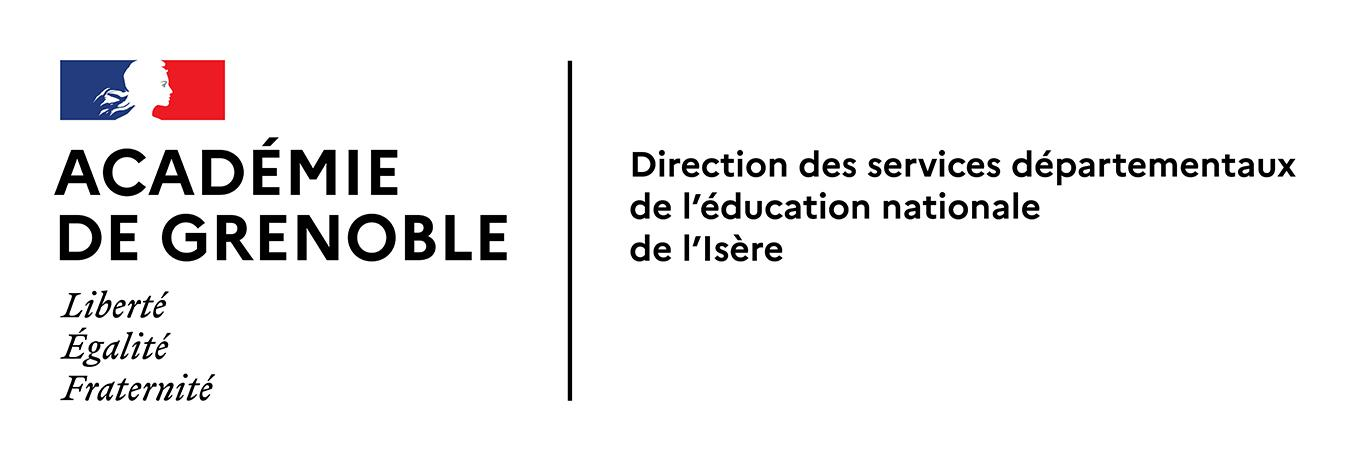 ACADÉMIE
DE GRENOBLE
Liberté
Égalité
Fraternité
Direction des services départementaux
de l’éducation nationale
de l’Isère